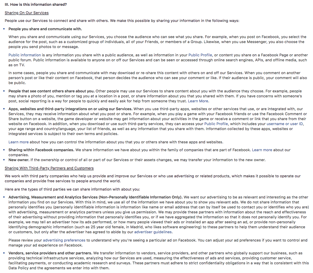 III. How is this information shared?
Sharing On Our Services
People use our Services to connect and share with others. We make this possible by sharing your information in the following ways:
• People you share and communicate with.
When you share and communicate using our Services, you choose the audience who can see what you share. For example, when you post on Facebook, you select the
audience for the post, such as a customized group of individuals, all of your Friends, or members of a Group. Likewise, when you use Messenger, you also choose the
people you send photos to or message.
Public information is any information you share with a public audience, as well as information in your Public Profile, or content you share on a Facebook Page or another
public forum. Public information is available to anyone on or off our Services and can be seen or accessed through online search engines, APIs, and offline media, such
as on TV.
In some cases, people you share and communicate with may download or re-share this content with others on and off our Services. When you comment on another
person's post or like their content on Facebook, that person decides the audience who can see your comment or like. If their audience is public, your comment will also
be public.
• People that see content others share about you. Other people may use our Services to share content about you with the audience they choose. For example, people
may share a photo of you, mention or tag you at a location in a post, or share information about you that you shared with them. If you have concerns with someone's
post, social reporting is a way for people to quickly and easily ask for help from someone they trust. Learn More.
• Apps, websites and third-party integrations on or using our Services. When you use third-party apps, websites or other services that use, or are integrated with, our
Services, they may receive information about what you post or share. For example, when you play a game with your Facebook friends or use the Facebook Comment or
Share button on a website, the game developer or website may get information about your activities in the game or receive a comment or link that you share from their
website on Facebook. In addition, when you download or use such third-party services, they can access your Public Profile, which includes your username or user ID,
your age range and country/language, your list of friends, as well as any information that you share with them. Information collected by these apps, websites or
integrated services is subject to their own terms and policies.
Learn more about how you can control the information about you that you or others share with these apps and websites.
• Sharing within Facebook companies. We share information we have about you within the family of companies that are part of Facebook. Learn more about our
companies.
• New owner. If the ownership or control of all or part of our Services or their assets changes, we may transfer your information to the new owner.
Sharing With Third-Party Partners and Customers
We work with third party companies who help us provide and improve our Services or who use advertising or related products, which makes it possible to operate our
companies and provide free services to people around the world.
Here are the types of third parties we can share information with about you:
• Advertising, Measurement and Analytics Services (Non-Personally Identifiable Information Only). We want our advertising to be as relevant and interesting as the other
information you find on our Services. With this in mind, we use all of the information we have about you to show you relevant ads. We do not share information that
personally identifies you (personally identifiable information is information like name or email address that can by itself be used to contact you or identifies who you are)
with advertising, measurement or analytics partners unless you give us permission. We may provide these partners with information about the reach and effectiveness
of their advertising without providing information that personally identifies you, or if we have aggregated the information so that it does not personally identify you. For
example, we may tell an advertiser how its ads performed, or how many people viewed their ads or installed an app after seeing an ad, or provide non-personally
identifying demographic information (such as 25 year old female, in Madrid, who likes software engineering) to these partners to help them understand their audience
or customers, but only after the advertiser has agreed to abide by our advertiser guidelines.
Please review your advertising preferences to understand why you're seeing a particular ad on Facebook. You can adjust your ad preferences if you want to control and
manage your ad experience on Facebook.
• Vendors, service providers and other partners. We transfer information to vendors, service providers, and other partners who globally support our business, such as
providing technical infrastructure services, analyzing how our Services are used, measuring the effectiveness of ads and services, providing customer service,
facilitating payments, or conducting academic research and surveys. These partners must adhere to strict confidentiality obligations in a way that is consistent with this
Data Policy and the agreements we enter into with them.